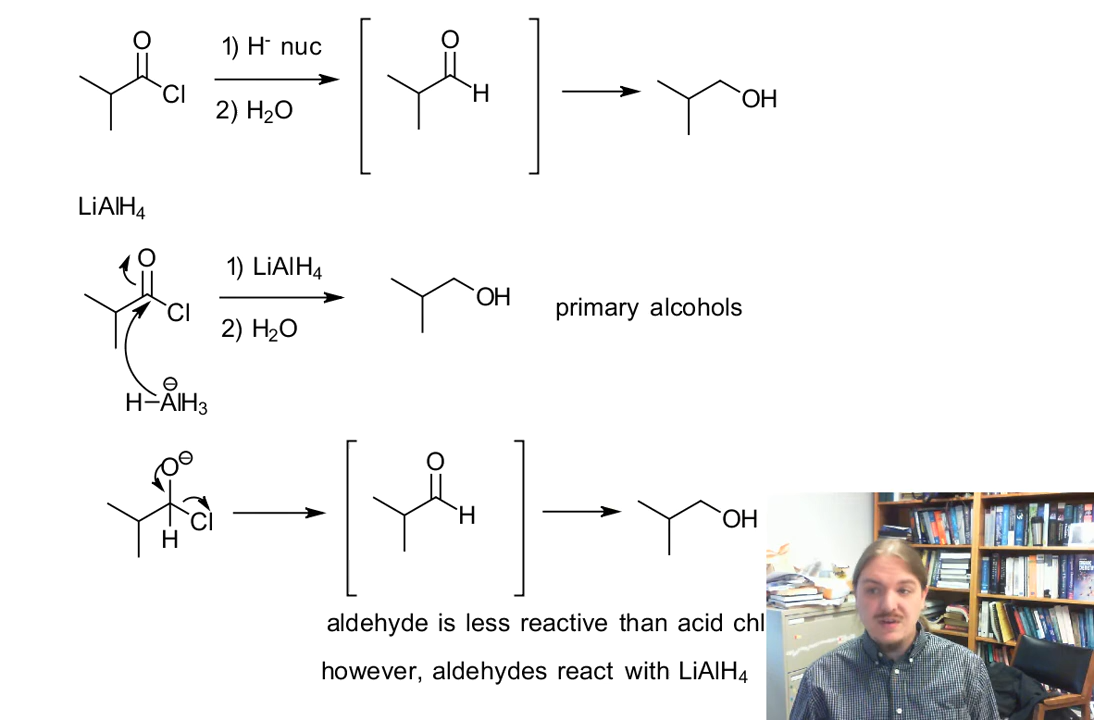 O
Cl
1) H⁻ nuc
2) H₂O
O
H
OH
LiAlH₄
O
Cl
1) LiAlH₄
2) H₂O
OH
primary alcohols
H–AlH₃
⊖
O⊖
Cl
H
O
H
OH
aldehyde is less reactive than acid chl
however, aldehydes react with LiAlH₄